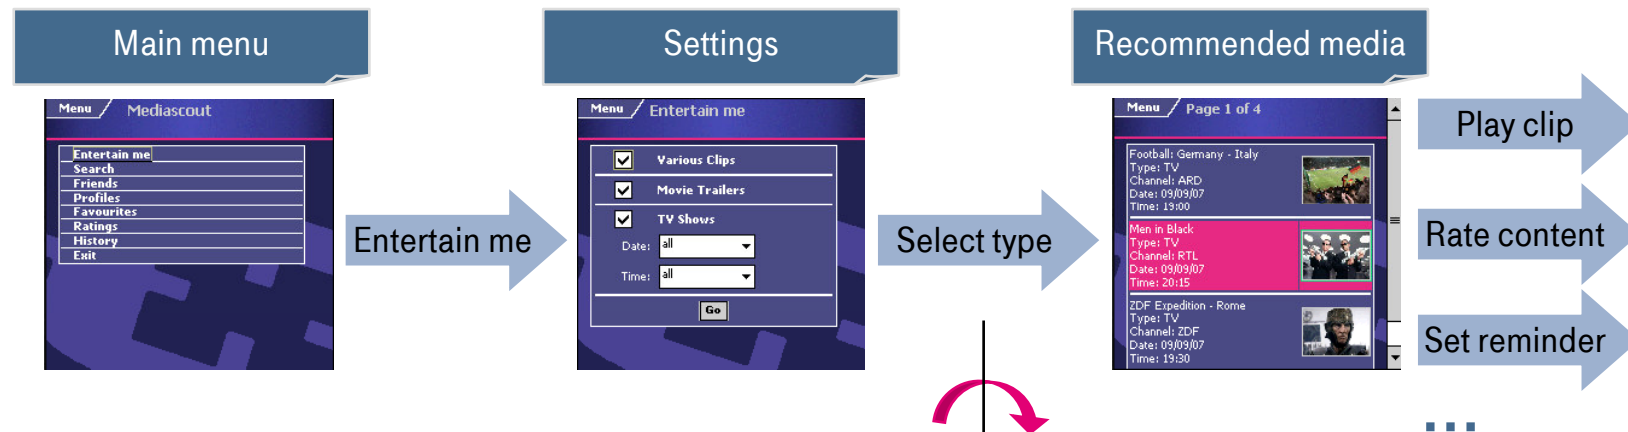 Main menu
Settings
Recommended media
Menu
Mediascout
Entertain me
Search
Friends
Profiles
Favourites
Ratings
History
Exit
Entertain me
Menu
Entertain me
Various Clips
Movie Trailers
TV Shows
Date: all
Time: all
Go
Select type
Menu
Page 1 of 4
Football: Germany - Italy
Type: TV
Channel: ARD
Date: 09/09/07
Time: 19:00
Men in Black
Type: TV
Channel: RTL
Date: 09/09/07
Time: 20:15
ZDF Expedition - Rome
Type: TV
Channel: ZDF
Date: 09/09/07
Time: 19:30
Play clip
Rate content
Set reminder
...